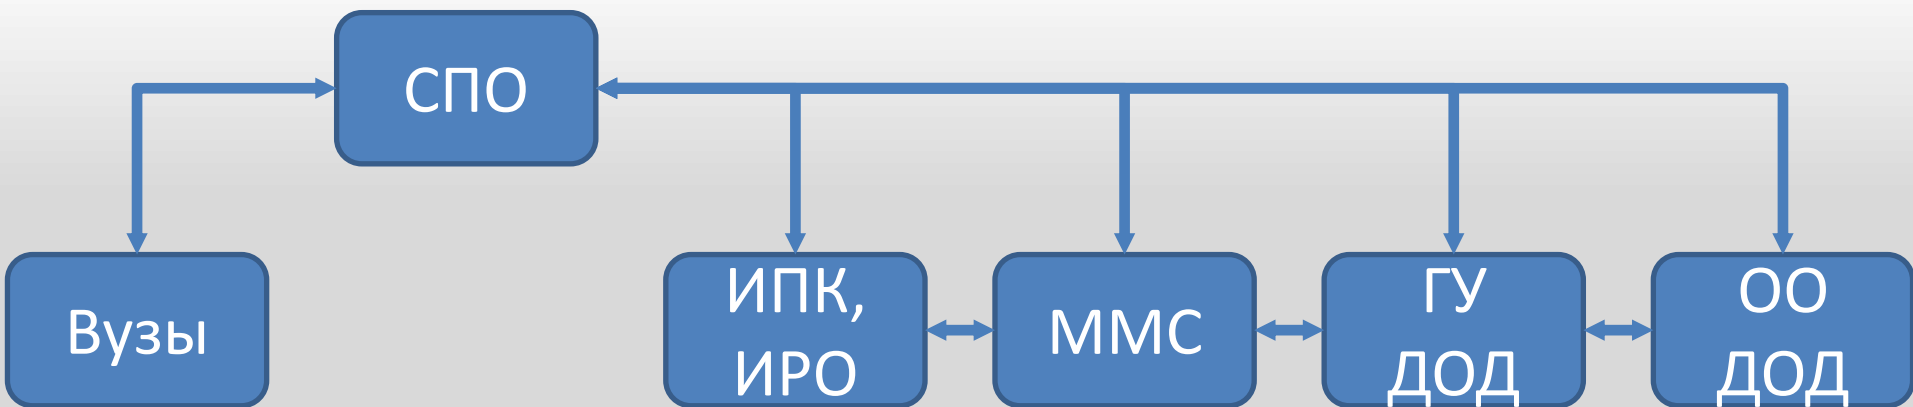 СПО
Вузы
ИПК,
ИРО
ММС
ГУ
ДОД
ОО
ДОД